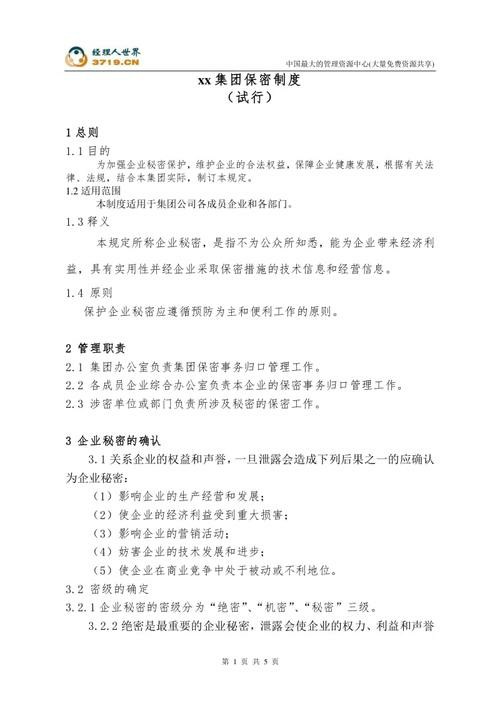 经理人世界
3719.CN
中国最大的管理资源中心(大量免费资源共享)
xx 集团保密制度
（试行）
1 总则
1.1 目的
为加强企业秘密保护，维护企业的合法权益，保障企业健康发展，根据有关法
律、法规，结合本集团实际，制订本规定。
1.2 适用范围
本制度适用于集团公司各成员企业和各部门。
1.3 释义
本规定所称企业秘密，是指不为公众所知悉，能为企业带来经济利
益，具有实用性并经企业采取保密措施的技术信息和经营信息。
1.4 原则
保护企业秘密应遵循预防为主和便利工作的原则。
2 管理职责
2.1 集团办公室负责集团保密事务归口管理工作。
2.2 各成员企业综合办公室负责本企业的保密事务归口管理工作。
2.3 涉密单位或部门负责所涉及秘密的保密工作。
3 企业秘密的确认
3.1 关系企业的权益和声誉，一旦泄露会造成下列后果之一的应确认
为企业秘密：
（1）影响企业的生产经营和发展；
（2）使企业的经济利益受到重大损害；
（3）影响企业的营销活动；
（4）妨害企业的技术发展和进步；
（5）使企业在商业竞争中处于被动或不利地位。
3.2 密级的确定
3.2.1 企业秘密的密级分为“绝密”、“机密”、“秘密”三级。
3.2.2 绝密是最重要的企业秘密，泄露会使企业的权力、利益和声誉
第 1 页 共 5 页